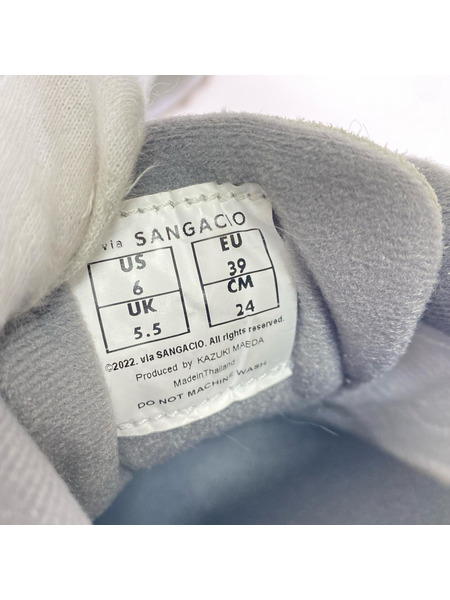 via SANGACIO
US EU
6 39
UK CM
5.5 24
©2022. via SANGACIO. All rights reserved.
Produced by KAZUKI MAEDA
MadeinThailand
DO NOT MACHINE WASH